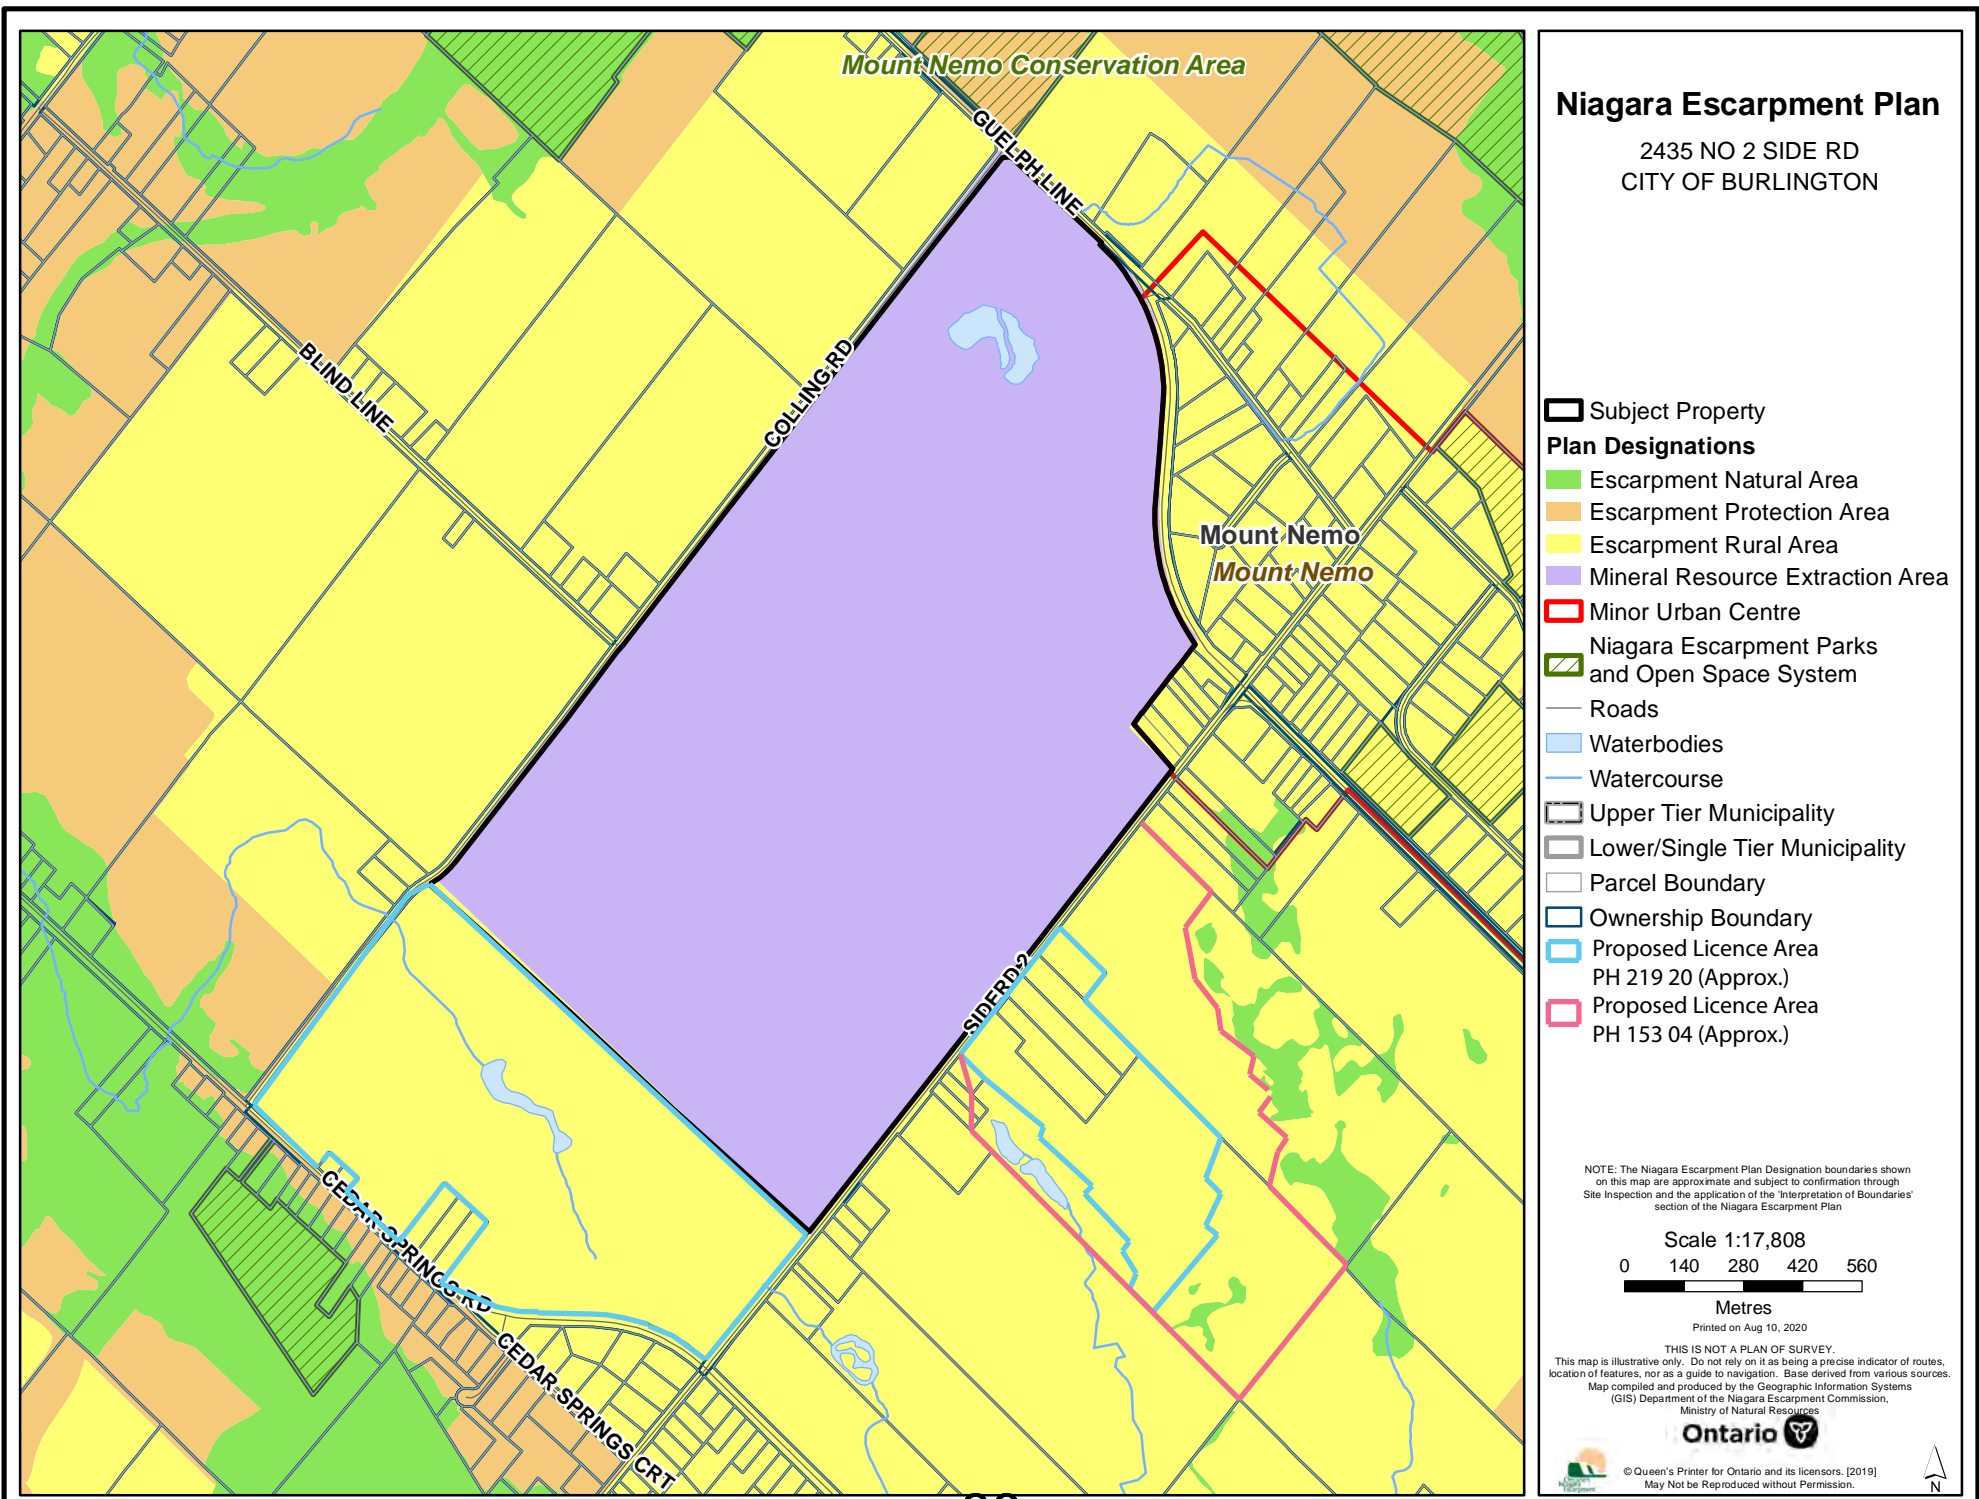 Mount Nemo Conservation Area
GUELPH LINE
BLIND LINE
COLLING RD
Mount Nemo
Mount Nemo
SIDERD 2
CEDAR SPRINGS RD
CEDAR SPRINGS CRT
Niagara Escarpment Plan
2435 NO 2 SIDE RD
CITY OF BURLINGTON
Subject Property
Plan Designations
Escarpment Natural Area
Escarpment Protection Area
Escarpment Rural Area
Mineral Resource Extraction Area
Minor Urban Centre
Niagara Escarpment Parks
and Open Space System
Roads
Waterbodies
Watercourse
Upper Tier Municipality
Lower/Single Tier Municipality
Parcel Boundary
Ownership Boundary
Proposed Licence Area
PH 219 20 (Approx.)
Proposed Licence Area
PH 153 04 (Approx.)
NOTE: The Niagara Escarpment Plan Designation boundaries shown
on this map are approximate and subject to confirmation through
Site Inspection and the application of the 'Interpretation of Boundaries'
section of the Niagara Escarpment Plan
Scale 1:17,808
0 140 280 420 560
Metres
Printed on Aug 10, 2020
THIS IS NOT A PLAN OF SURVEY.
This map is illustrative only. Do not rely on it as being a precise indicator of routes,
location of features, nor as a guide to navigation. Base derived from various sources.
Map compiled and produced by the Geographic Information Systems
(GIS) Department of the Niagara Escarpment Commission,
Ministry of Natural Resources
Ontario
© Queen's Printer for Ontario and its licensors. [2019]
May Not be Reproduced without Permission.
N